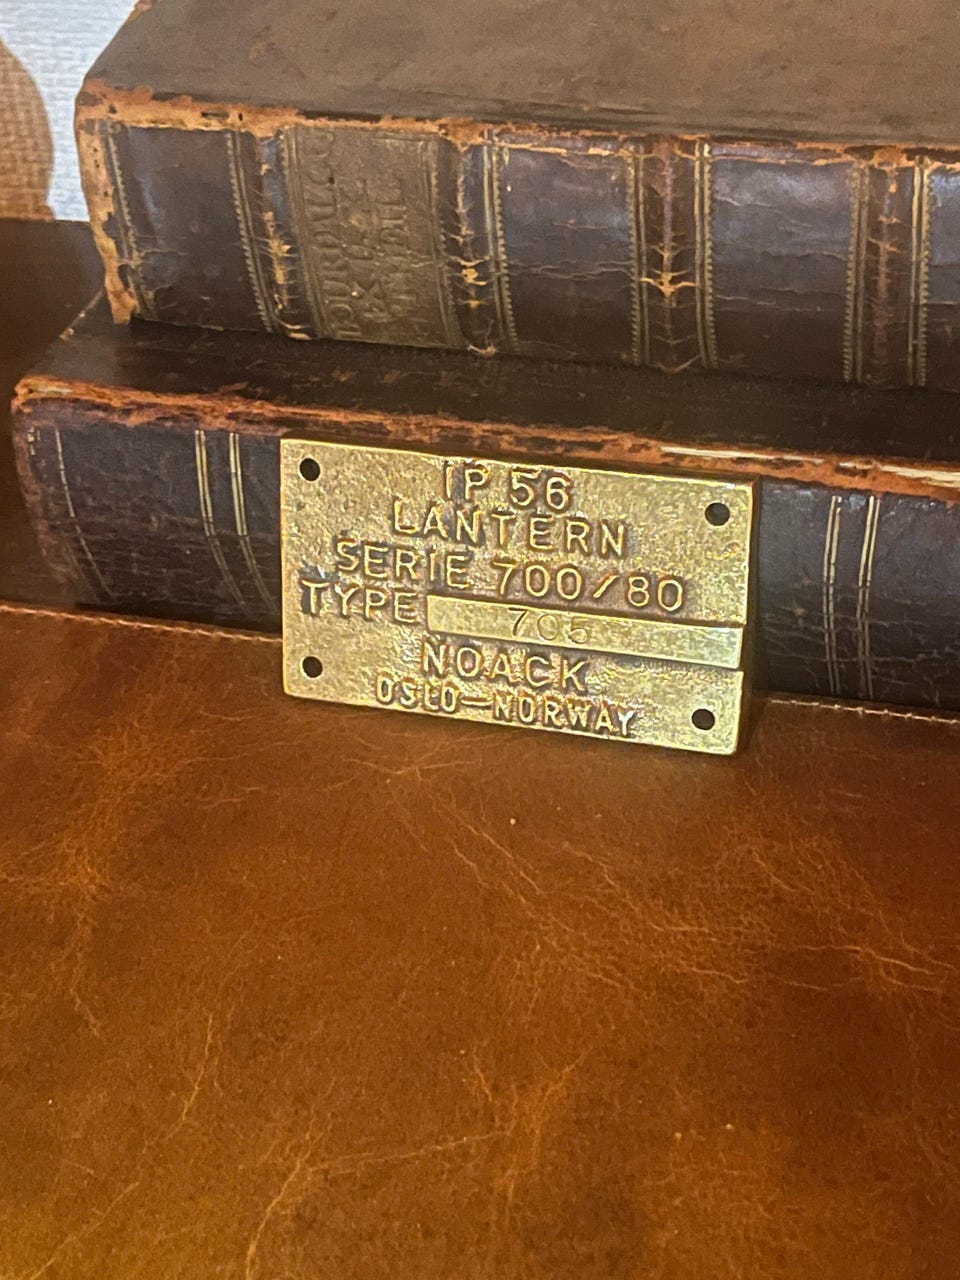 IP 56
LANTERN
SERIE 700/80
TYPE 705
NOACK
OSLO–NORWAY